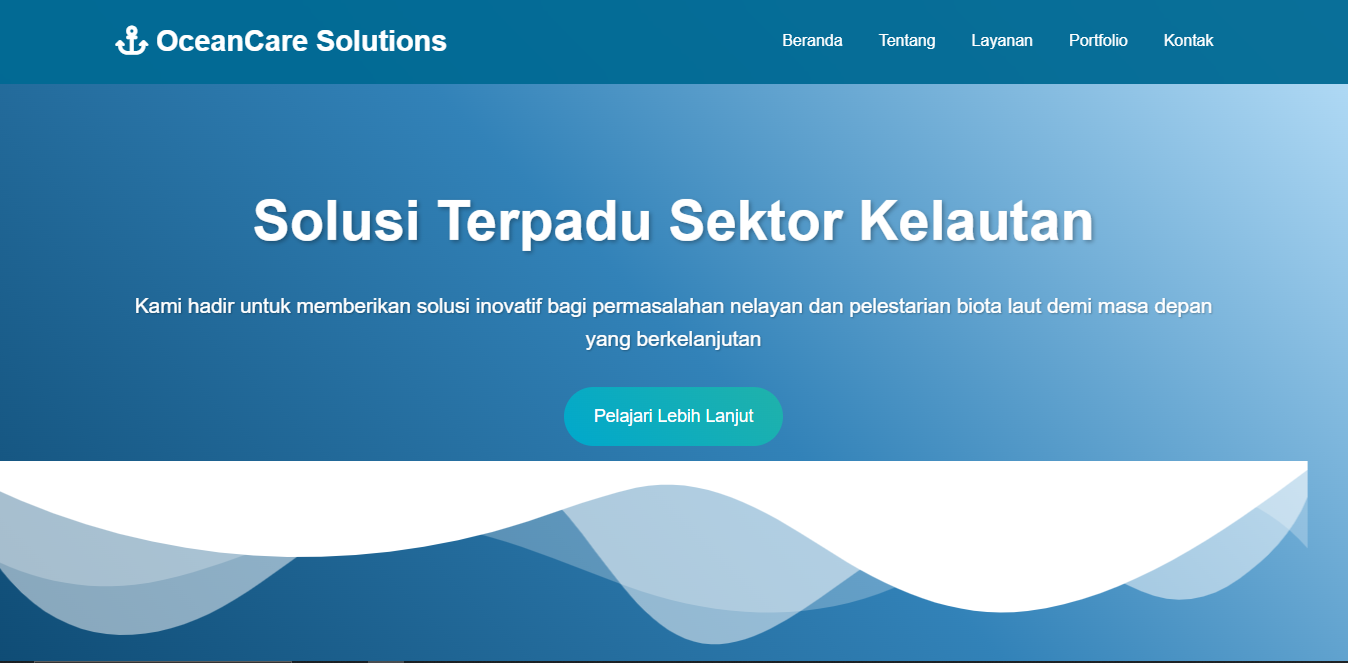 OceanCare Solutions
Beranda Tentang Layanan Portfolio Kontak
Solusi Terpadu Sektor Kelautan
Kami hadir untuk memberikan solusi inovatif bagi permasalahan nelayan dan pelestarian biota laut demi masa depan
yang berkelanjutan
Pelajari Lebih Lanjut